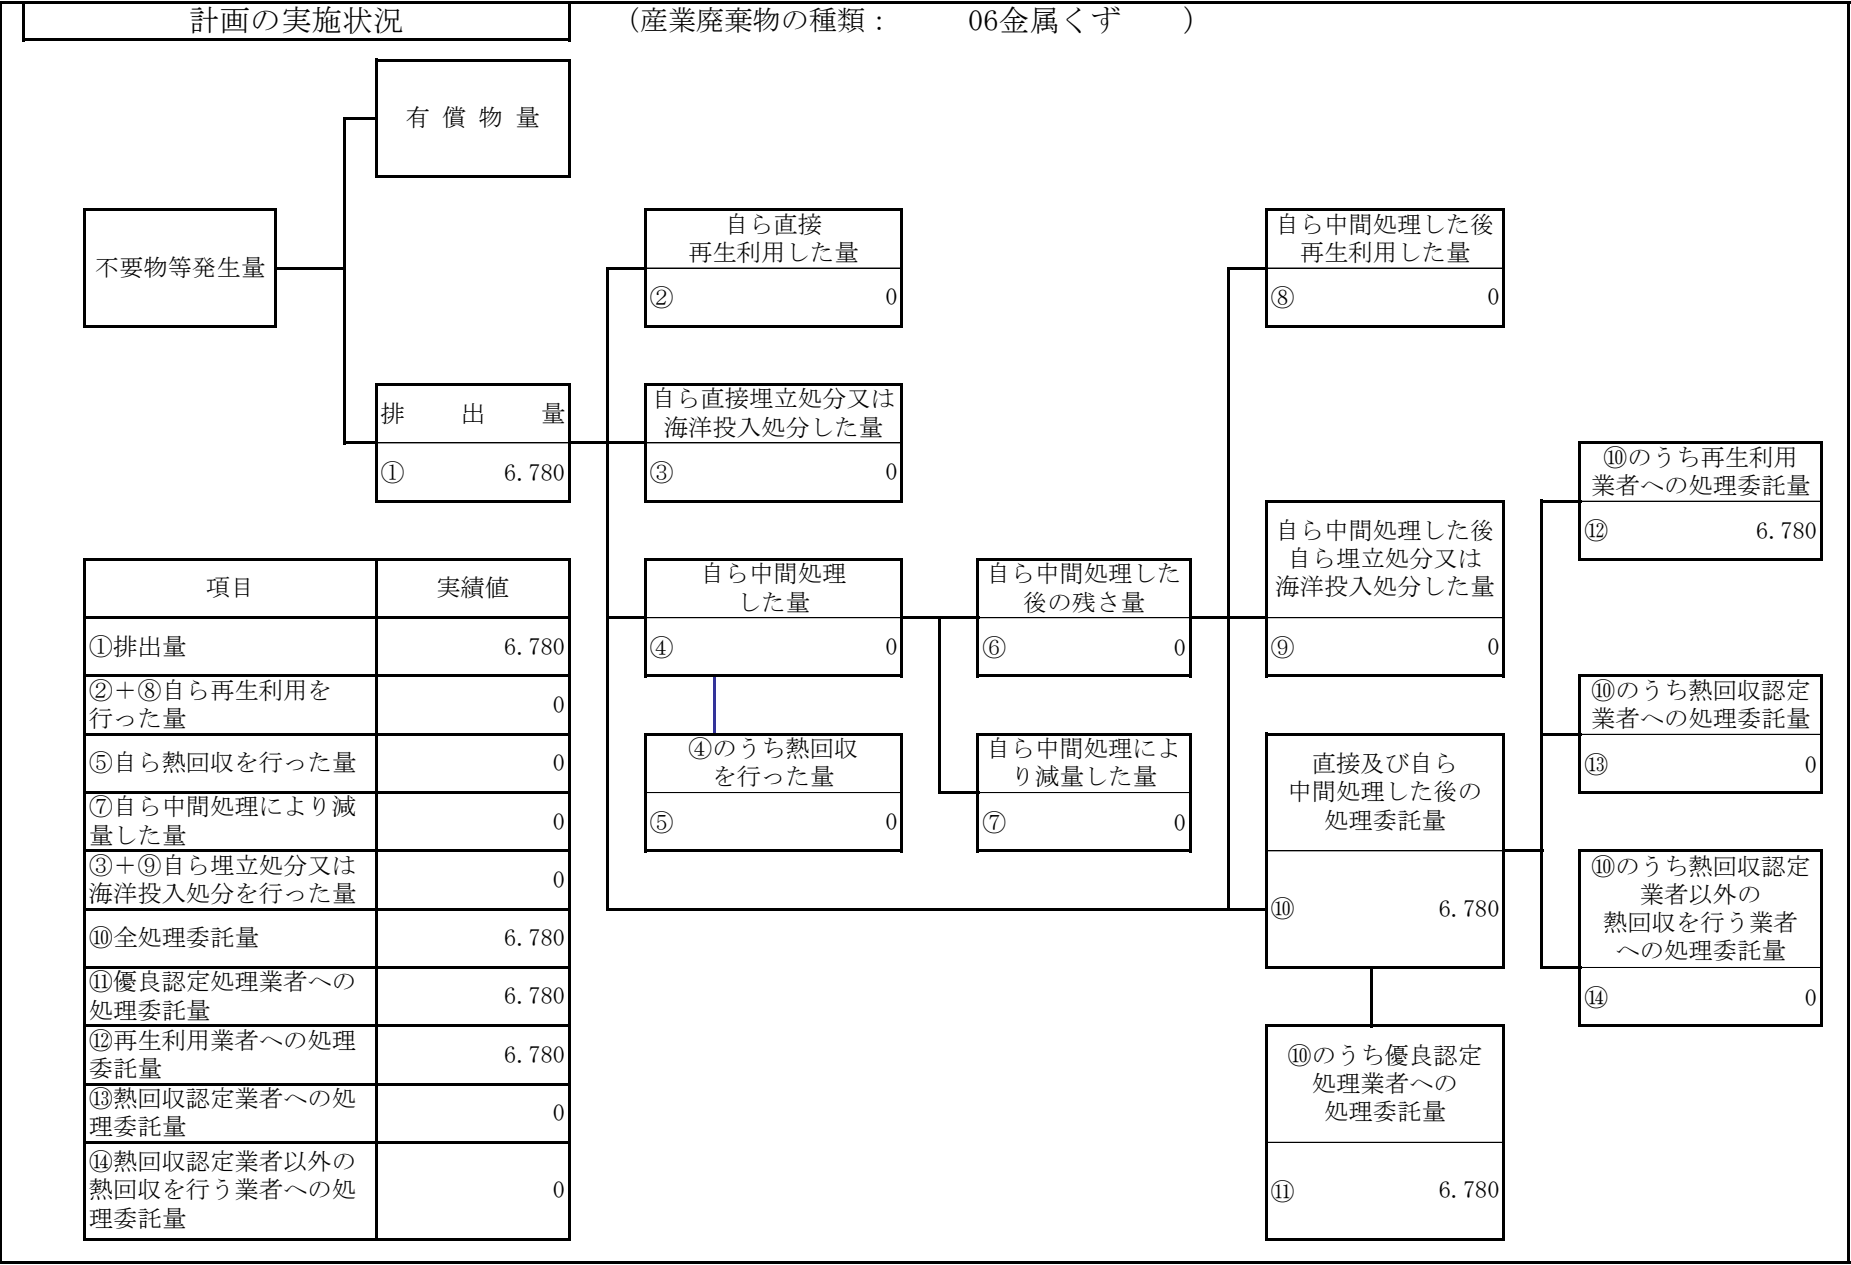 計画の実施状況
(産業廃棄物の種類： 06金属くず )
有償物量
不要物等発生量
排出量
① 6.780
自ら直接
再生利用した量
② 0
自ら直接埋立処分又は
海洋投入処分した量
③ 0
自ら中間処理
した量
④ 0
④のうち熱回収
を行った量
⑤ 0
自ら中間処理した
後の残さ量
⑥ 0
自ら中間処理によ
り減量した量
⑦ 0
自ら中間処理した後
再生利用した量
⑧ 0
自ら中間処理した後
自ら埋立処分又は
海洋投入処分した量
⑨ 0
直接及び自ら
中間処理した後の
処理委託量
⑩ 6.780
⑩のうち優良認定
処理業者への
処理委託量
⑪ 6.780
⑩のうち再生利用
業者への処理委託量
⑫ 6.780
⑩のうち熱回収認定
業者への処理委託量
⑬ 0
⑩のうち熱回収認定
業者以外の
熱回収を行う業者
への処理委託量
⑭ 0
項目 実績値
①排出量 6.780
②＋⑧自ら再生利用を
行った量 0
⑤自ら熱回収を行った量 0
⑦自ら中間処理により減
量した量 0
③＋⑨自ら埋立処分又は
海洋投入処分を行った量 0
⑩全処理委託量 6.780
⑪優良認定処理業者への
処理委託量 6.780
⑫再生利用業者への処理
委託量 6.780
⑬熱回収認定業者への処
理委託量 0
⑭熱回収認定業者以外の
熱回収を行う業者への処
理委託量 0